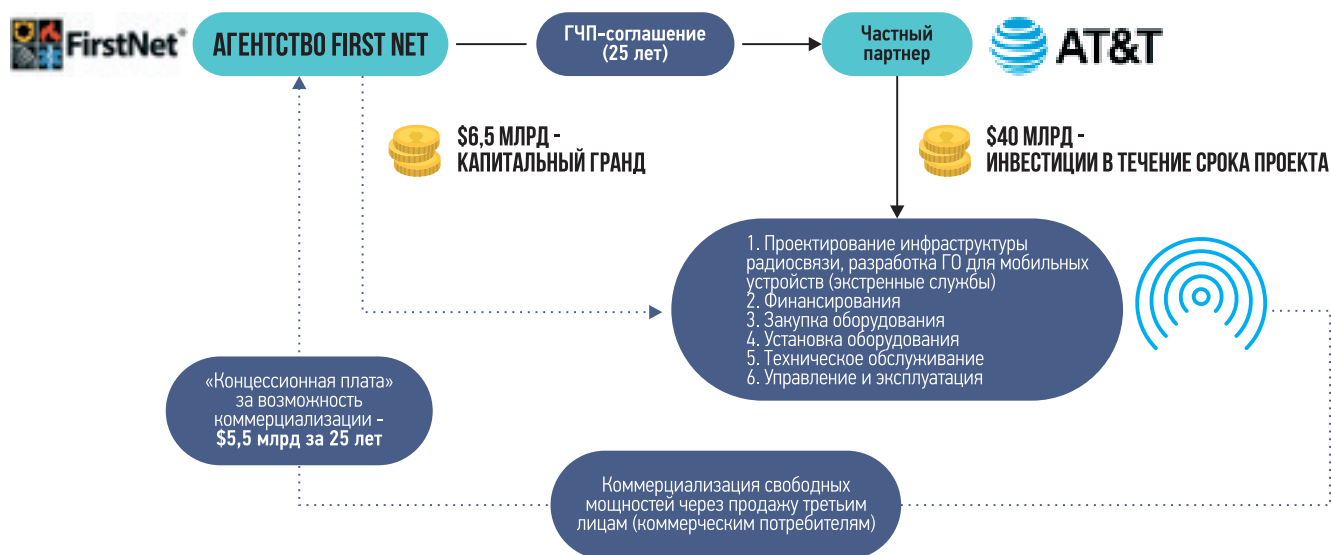 FirstNet®
АГЕНТСТВО FIRST NET
ГЧП-соглашение
(25 лет)
Частный
партнер
AT&T
$6,5 МЛРД -
КАПИТАЛЬНЫЙ ГРАНД
$40 МЛРД -
ИНВЕСТИЦИИ В ТЕЧЕНИЕ СРОКА ПРОЕКТА
1. Проектирование инфраструктуры
радиосвязи, разработка ГО для мобильных
устройств (экстренные службы)
2. Финансирования
3. Закупка оборудования
4. Установка оборудования
5. Техническое обслуживание
6. Управление и эксплуатация
«Концессионная плата»
за возможность
коммерциализации –
$5,5 млрд за 25 лет
Коммерциализация свободных
мощностей через продажу третьим
лицам (коммерческим потребителям)